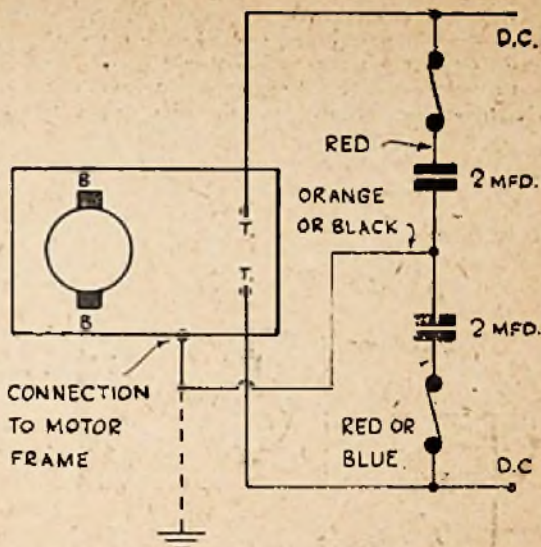 D.C.
RED
2 MFD.
ORANGE
OR BLACK
B
T.
T.
B
2 MFD.
CONNECTION
TO MOTOR
FRAME
RED OR
BLUE.
D.C